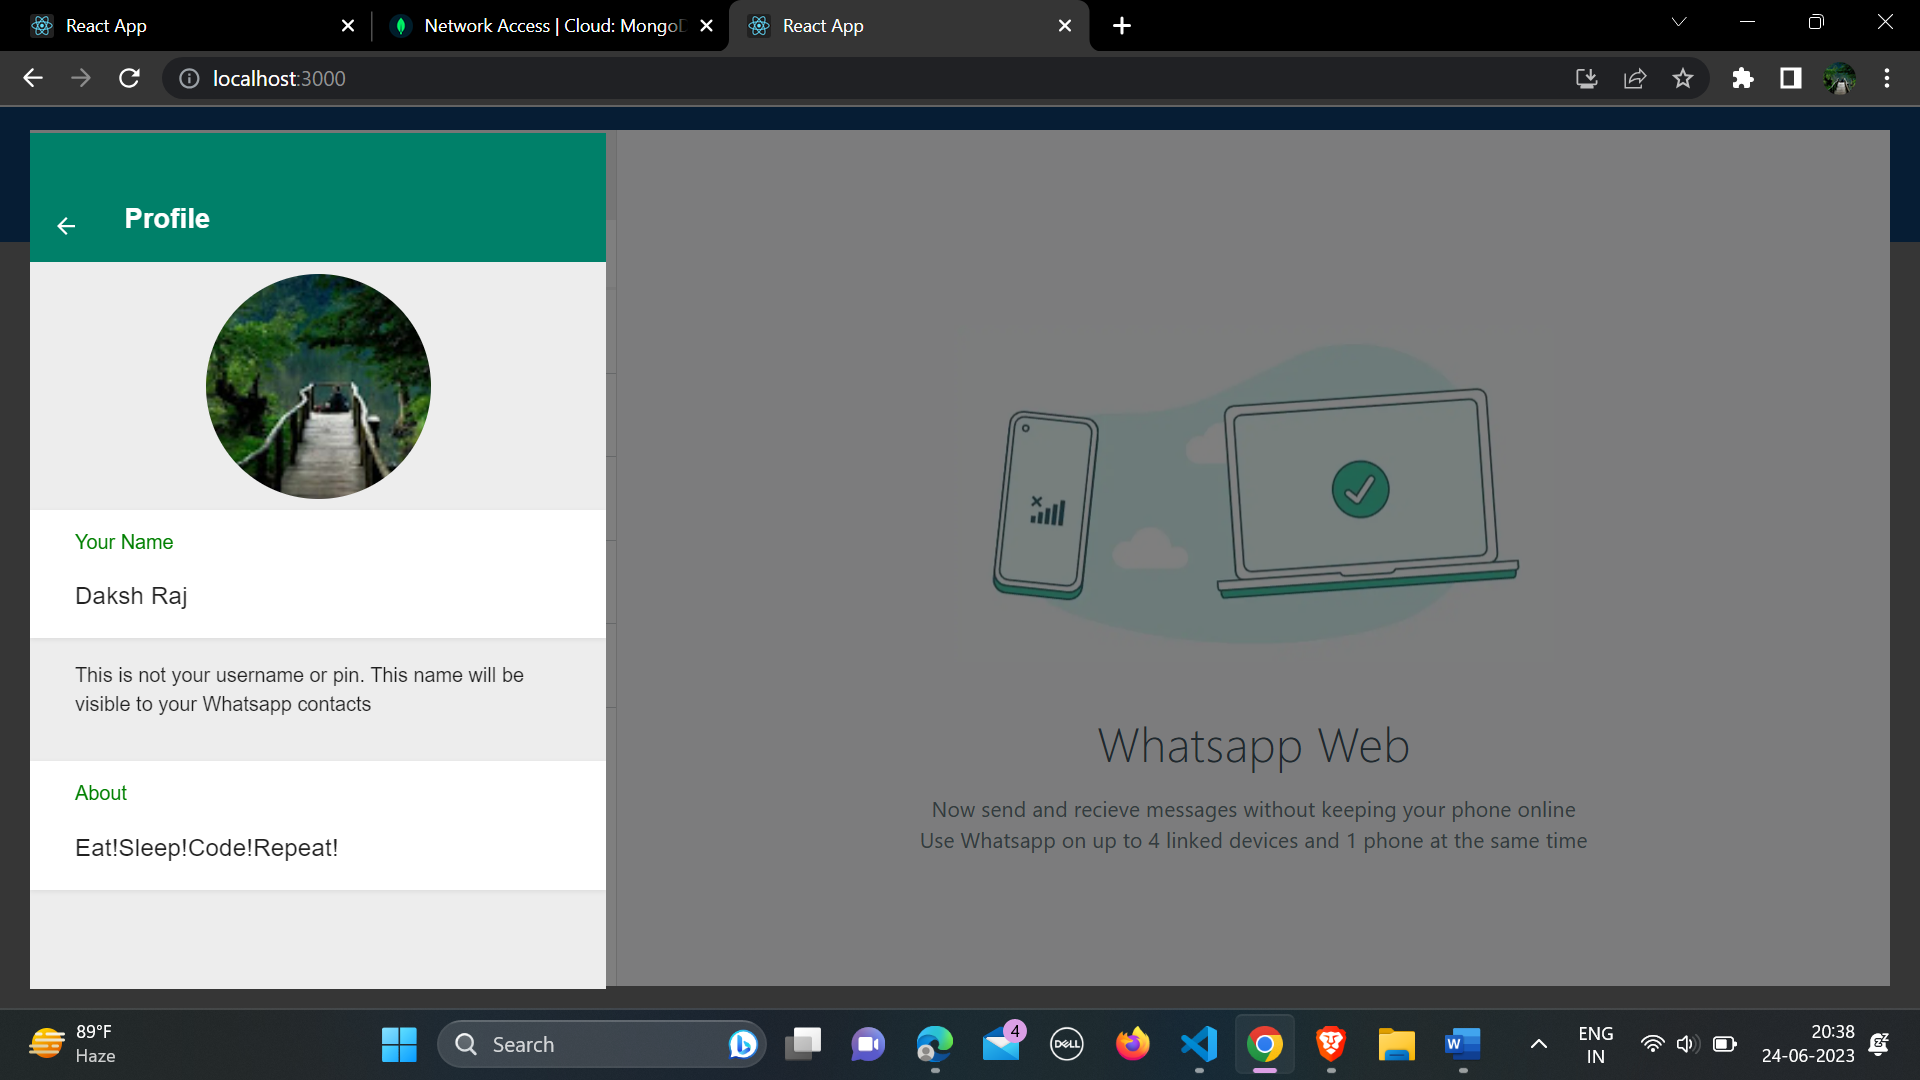 React App
Network Access | Cloud: MongoD
React App
localhost:3000
Profile
Your Name
Daksh Raj
This is not your username or pin. This name will be
visible to your Whatsapp contacts
About
Eat!Sleep!Code!Repeat!
Whatsapp Web
Now send and recieve messages without keeping your phone online
Use Whatsapp on up to 4 linked devices and 1 phone at the same time
89°F
Haze
Search
4
DELL
W
ENG
IN
20:38
24-06-2023